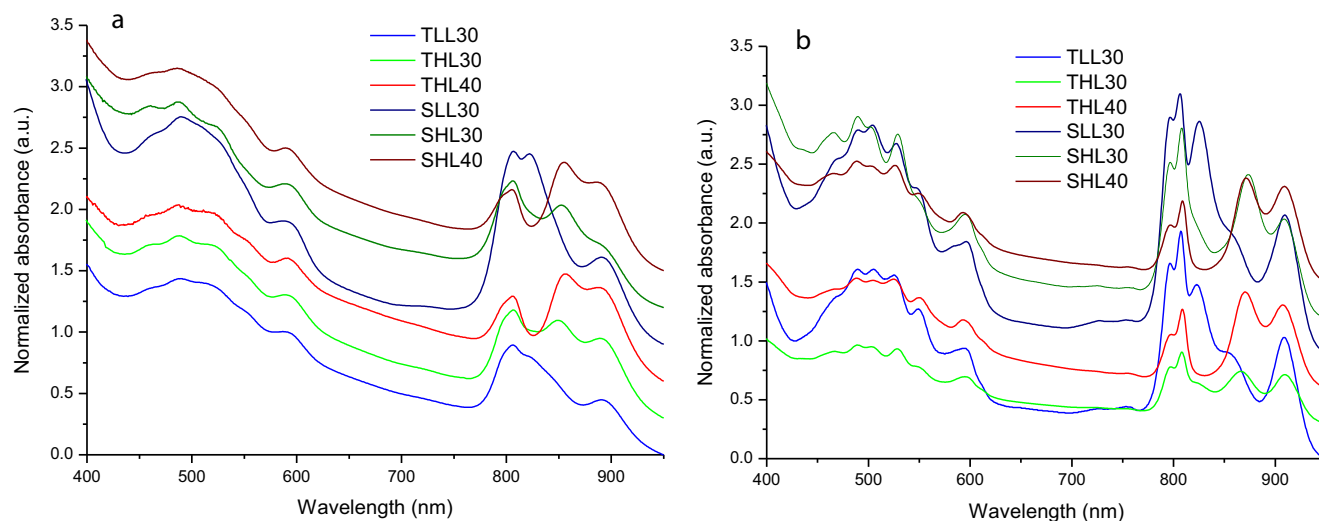 a
Normalized absorbance (a.u.)
3.5
3.0
2.5
2.0
1.5
1.0
0.5
0.0
TLL30
THL30
THL40
SLL30
SHL30
SHL40
400 500 600 700 800 900
Wavelength (nm)
b
Normalized absorbance (a.u.)
3.5
3.0
2.5
2.0
1.5
1.0
0.5
0.0
TLL30
THL30
THL40
SLL30
SHL30
SHL40
400 500 600 700 800 900
Wavelength (nm)